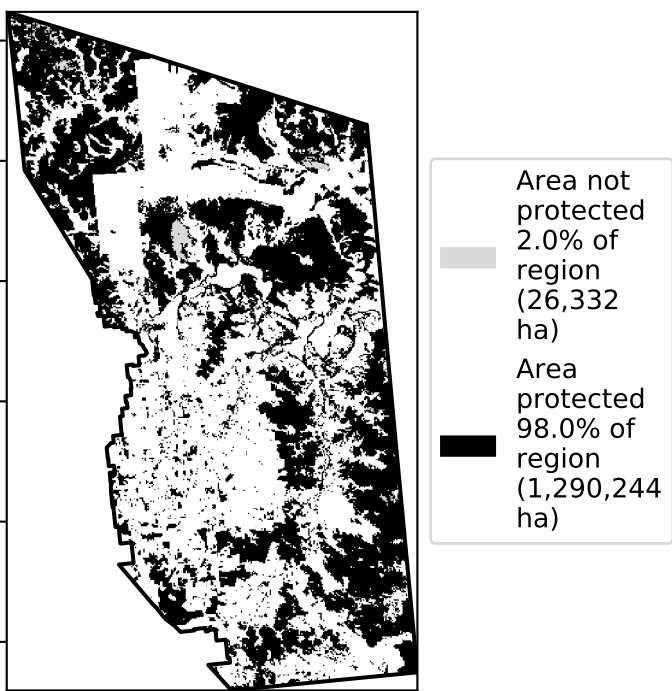 Area not
protected
2.0% of
region
(26,332
ha)
Area
protected
98.0% of
region
(1,290,244
ha)